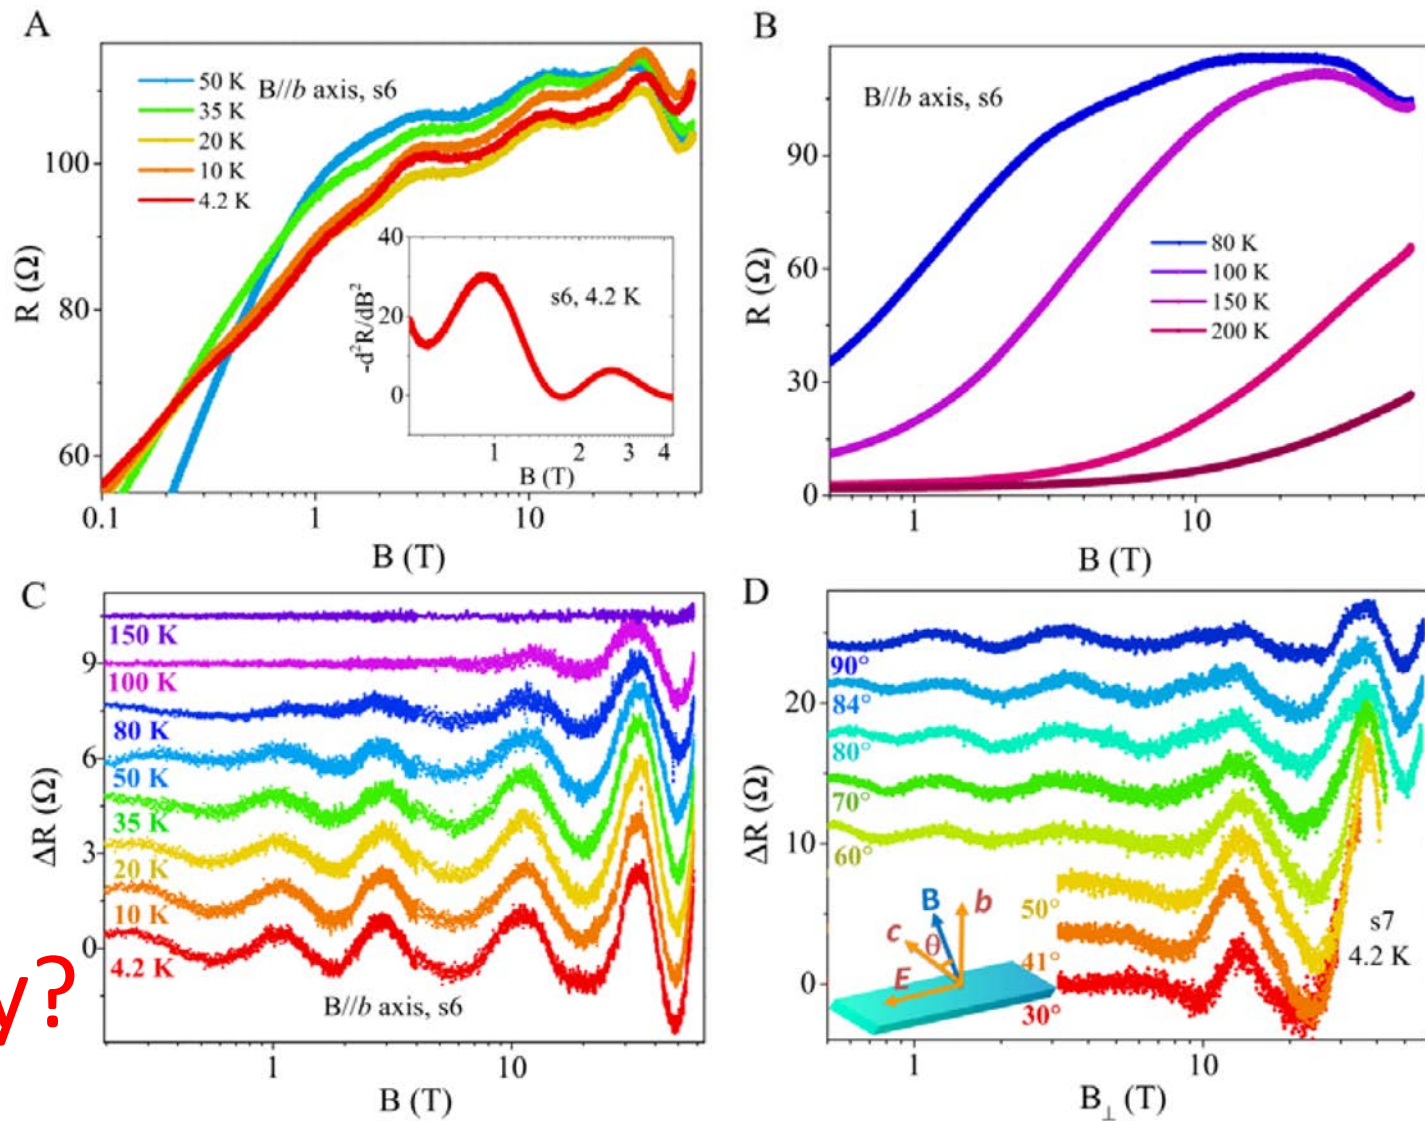 A
50 K
35 K
20 K
10 K
4.2 K
B//b axis, s6
100
80
60
R (Ω)
0.1
1
10
B (T)
40
20
0
-d²R/dB²
s6, 4.2 K
1
2
3
4
B (T)
B
B//b axis, s6
80 K
100 K
150 K
200 K
90
60
30
0
R (Ω)
1
10
B (T)
C
150 K
100 K
80 K
50 K
35 K
20 K
10 K
4.2 K
9
6
3
0
ΔR (Ω)
B//b axis, s6
1
10
B (T)
y?
D
90°
84°
80°
70°
60°
50°
41°
30°
20
10
0
ΔR (Ω)
B
b
c
θ
E
s7
4.2 K
1
10
B⊥ (T)